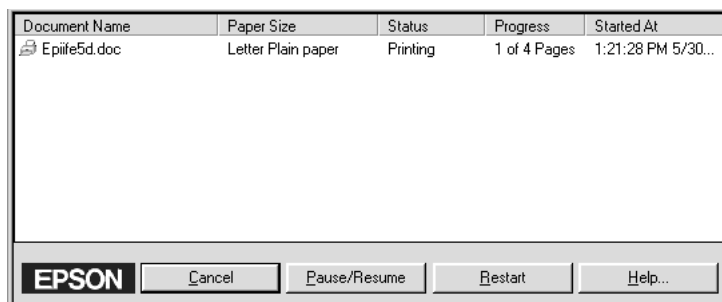 Document Name Paper Size Status Progress Started At
Epiife5d.doc Letter Plain paper Printing 1 of 4 Pages 1:21:28 PM 5/30...
EPSON Cancel Pause/Resume Restart Help...